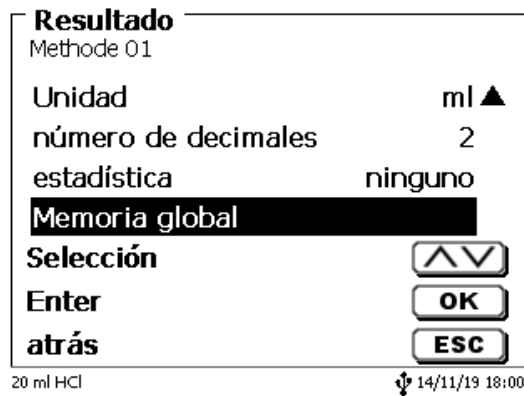 Resultado
Methode 01
Unidad ml
número de decimales 2
estadística ninguno
Memoria global
Selección
Enter OK
atrás ESC
20 ml HCl 14/11/19 18:00